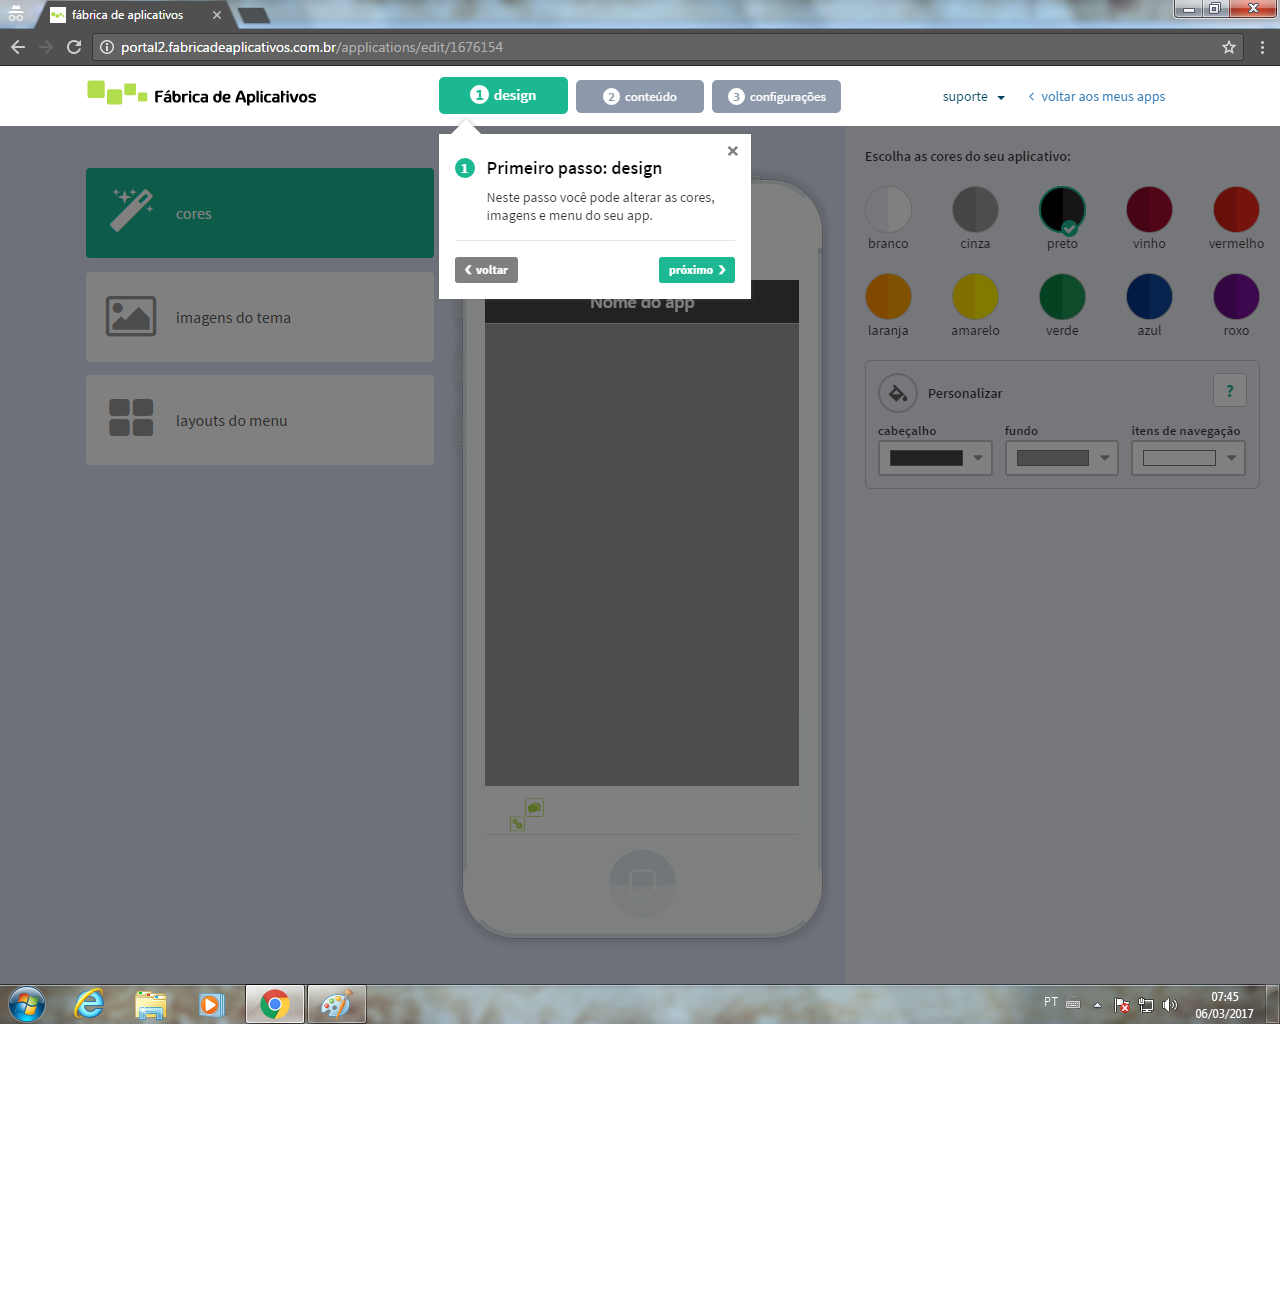 fábrica de aplicativos
portal2.fabricadeaplicativos.com.br/applications/edit/1676154
Fábrica de Aplicativos
1 design
2 conteúdo
3 configurações
suporte
voltar aos meus apps
1 Primeiro passo: design
Neste passo você pode alterar as cores,
imagens e menu do seu app.
voltar
próximo
cores
imagens do tema
layouts do menu
Nome do app
Escolha as cores do seu aplicativo:
branco cinza preto vinho vermelho
laranja amarelo verde azul roxo
Personalizar ?
cabeçalho fundo itens de navegação
PT
07:45
06/03/2017